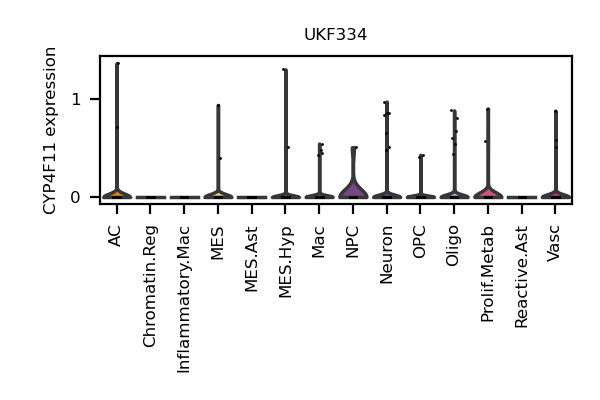 UKF334
CYP4F11 expression
1
0
AC
Chromatin.Reg
Inflammatory.Mac
MES
MES.Ast
MES.Hyp
Mac
NPC
Neuron
OPC
Oligo
Prolif.Metab
Reactive.Ast
Vasc